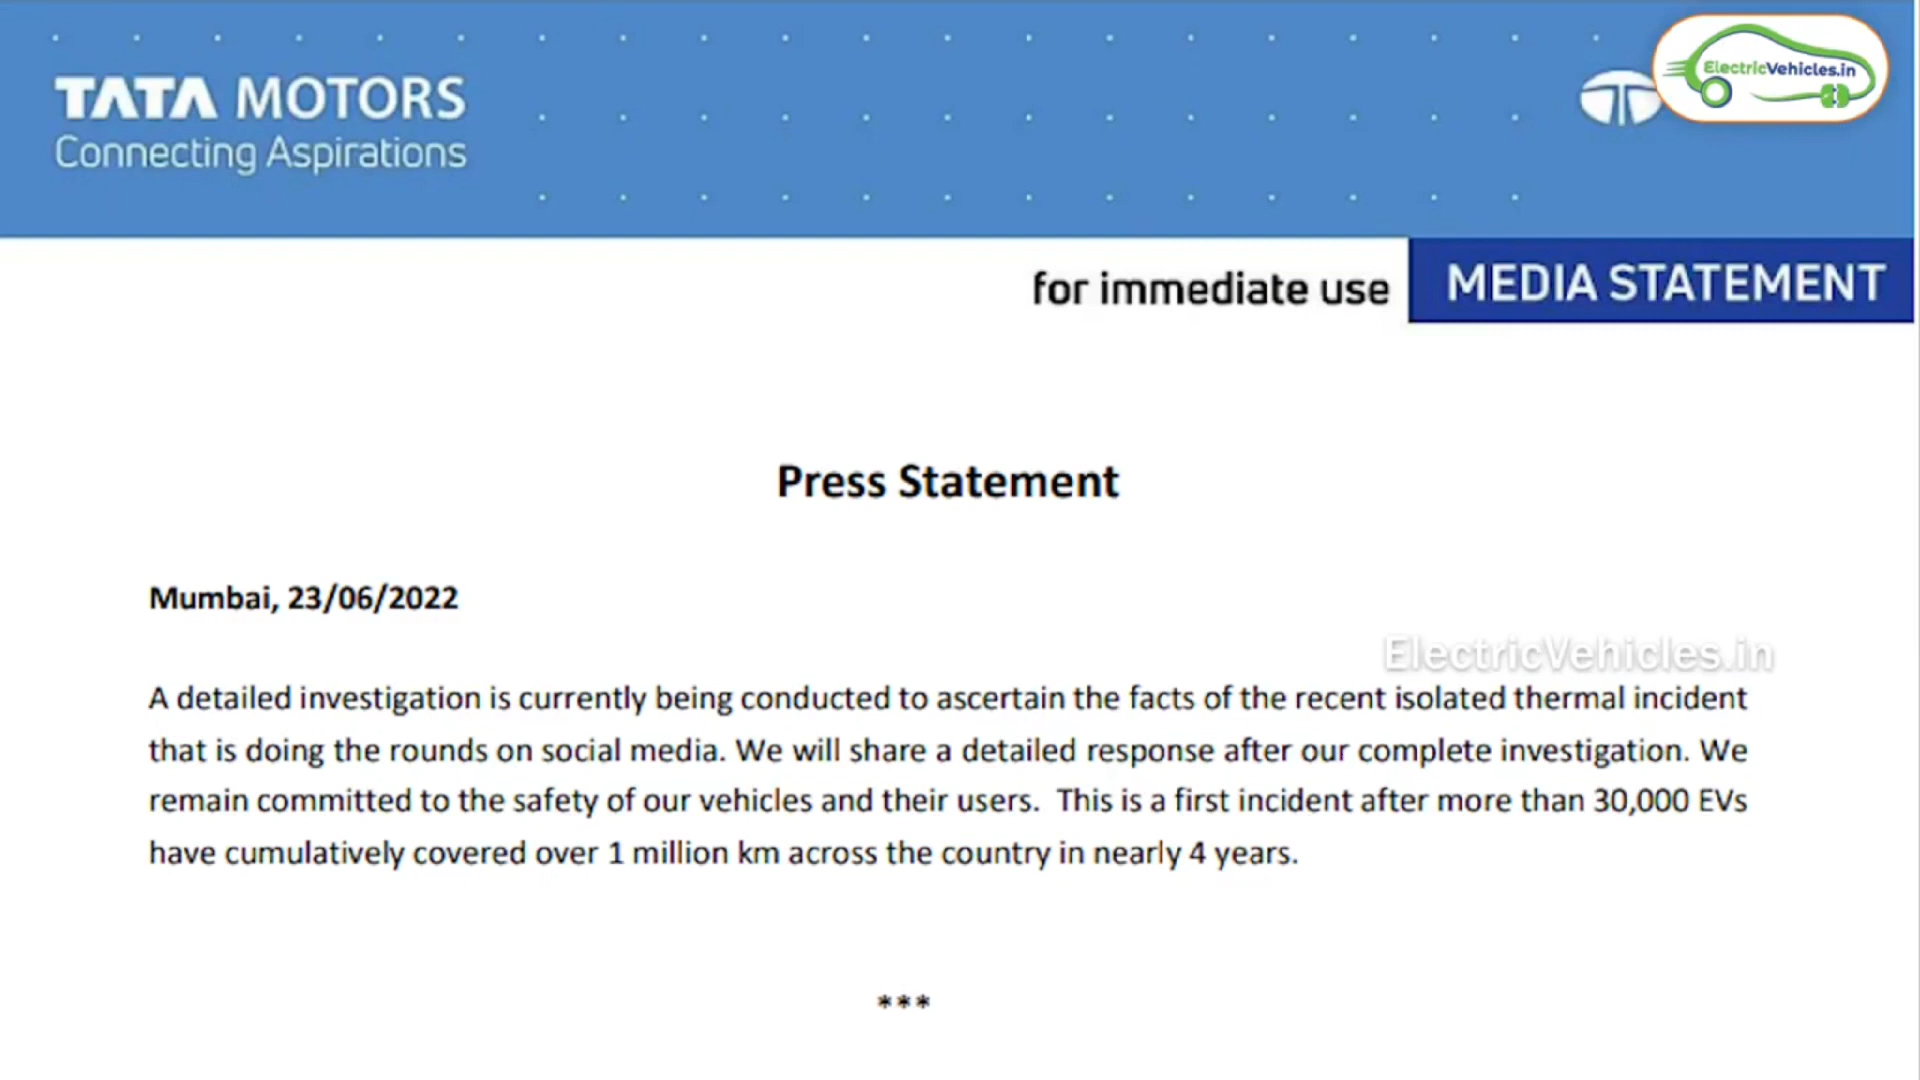 TATA MOTORS
Connecting Aspirations
ElectricVehicles.in
for immediate use
MEDIA STATEMENT
Press Statement
Mumbai, 23/06/2022
ElectricVehicles.in
A detailed investigation is currently being conducted to ascertain the facts of the recent isolated thermal incident
that is doing the rounds on social media. We will share a detailed response after our complete investigation. We
remain committed to the safety of our vehicles and their users. This is a first incident after more than 30,000 EVs
have cumulatively covered over 1 million km across the country in nearly 4 years.
***